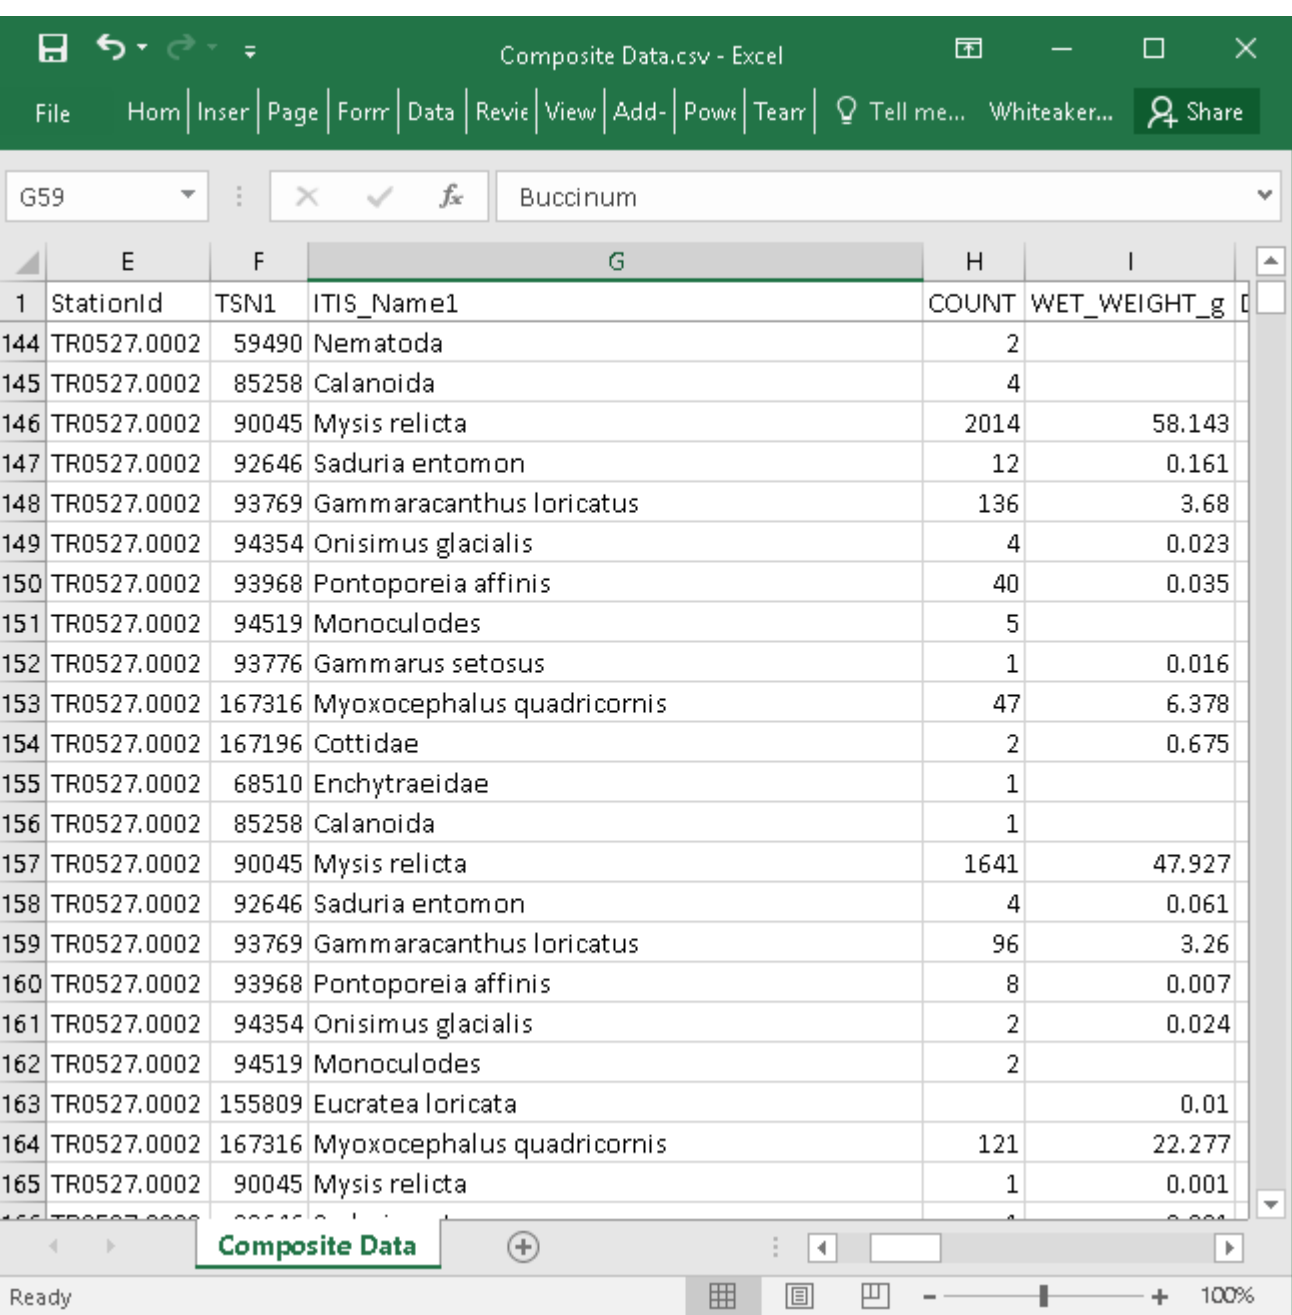 Composite Data.csv - Excel
File Hom Inser Page Form Data Revie View Add- Powe Team Tell me... Whiteaker... Share
G59 fx Buccinum
E F G H I
1 StationId TSN1 ITIS_Name1 COUNT WET_WEIGHT_g
144 TR0527.0002 59490 Nematoda 2
145 TR0527.0002 85258 Calanoida 4
146 TR0527.0002 90045 Mysis relicta 2014 58.143
147 TR0527.0002 92646 Saduria entomon 12 0.161
148 TR0527.0002 93769 Gammaracanthus loricatus 136 3.68
149 TR0527.0002 94354 Onisimus glacialis 4 0.023
150 TR0527.0002 93968 Pontoporeia affinis 40 0.035
151 TR0527.0002 94519 Monoculodes 5
152 TR0527.0002 93776 Gammarus setosus 1 0.016
153 TR0527.0002 167316 Myoxocephalus quadricornis 47 6.378
154 TR0527.0002 167196 Cottidae 2 0.675
155 TR0527.0002 68510 Enchytraeidae 1
156 TR0527.0002 85258 Calanoida 1
157 TR0527.0002 90045 Mysis relicta 1641 47.927
158 TR0527.0002 92646 Saduria entomon 4 0.061
159 TR0527.0002 93769 Gammaracanthus loricatus 96 3.26
160 TR0527.0002 93968 Pontoporeia affinis 8 0.007
161 TR0527.0002 94354 Onisimus glacialis 2 0.024
162 TR0527.0002 94519 Monoculodes 2
163 TR0527.0002 155809 Eucratea loricata 0.01
164 TR0527.0002 167316 Myoxocephalus quadricornis 121 22.277
165 TR0527.0002 90045 Mysis relicta 1 0.001
Composite Data
Ready 100%